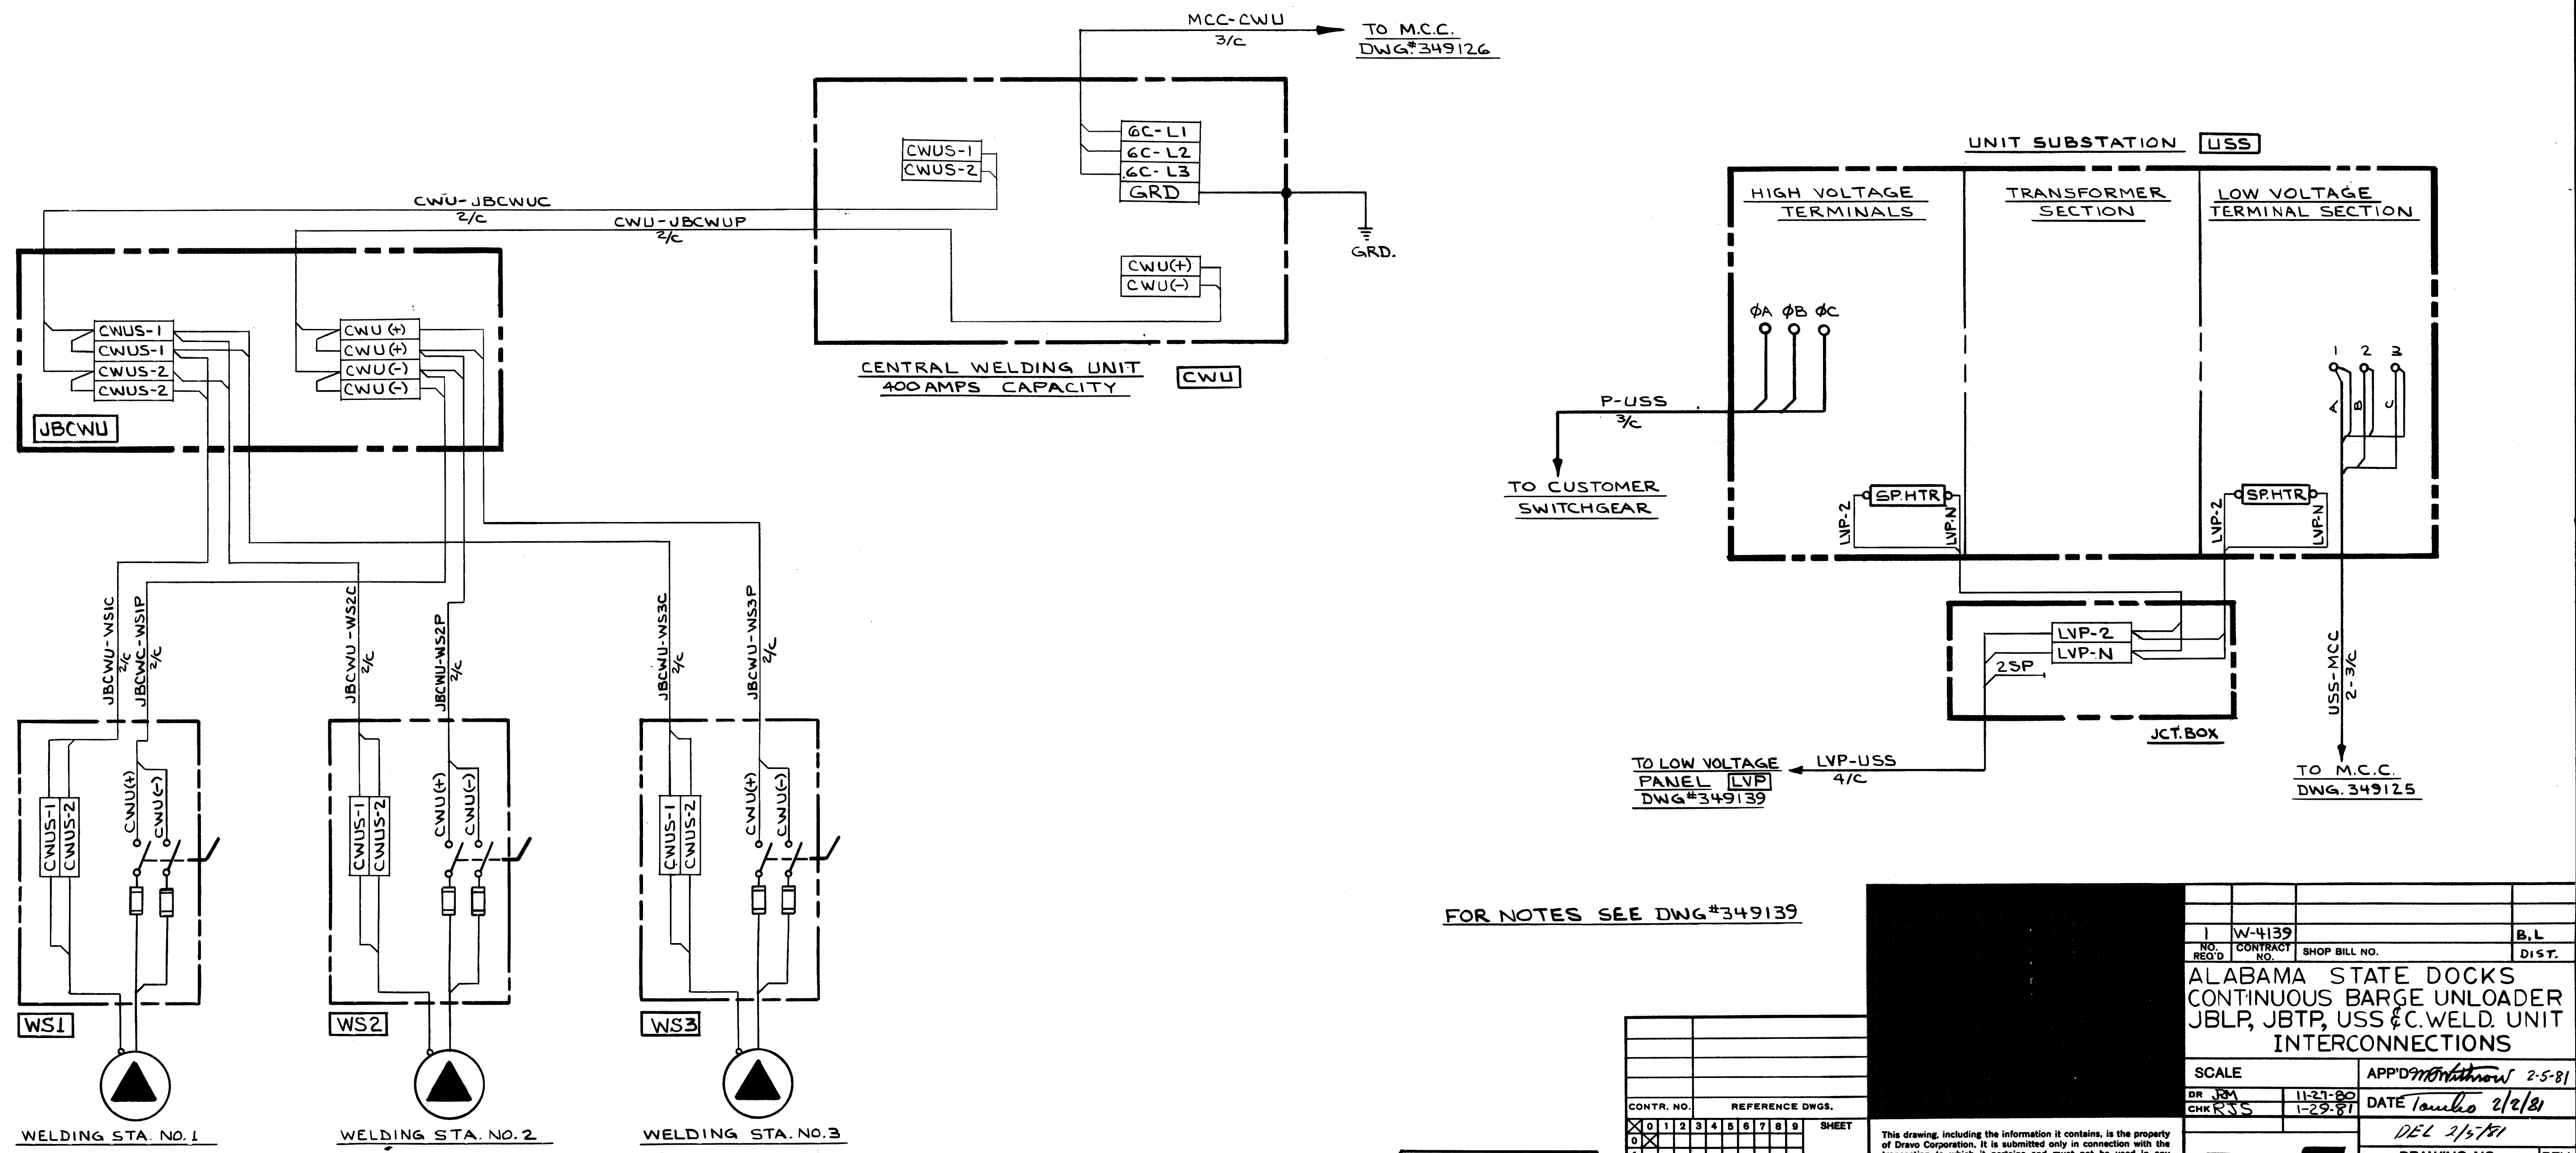 MCC-CWU
3/C
TO M.C.C.
DWG.#349126
6C-L1
6C-L2
6C-L3
GRD
CWUS-1
CWUS-2
GRD.
CWU(+)
CWU(-)
CENTRAL WELDING UNIT
400 AMPS CAPACITY
CWU
CWU-JBCWUC
2/C
CWU-JBCWUP
2/C
CWUS-1
CWUS-1
CWUS-2
CWUS-2
CWU(+)
CWU(+)
CWU(-)
CWU(-)
JBCWU
JBCWU-WS1C
2/C
JBCWC-WS1P
2/C
JBCWU-WS2C
2/C
JBCWU-WS2P
2/C
JBCWU-WS3C
2/C
JBCWU-WS3P
2/C
CWUS-1
CWUS-2
CWU(+)
CWU(-)
WS1
WELDING STA. NO. 1
CWUS-1
CWUS-2
CWU(+)
CWU(-)
WS2
WELDING STA. NO. 2
CWUS-1
CWUS-2
CWU(+)
CWU(-)
WS3
WELDING STA. NO. 3
UNIT SUBSTATION USS
HIGH VOLTAGE
TERMINALS
TRANSFORMER
SECTION
LOW VOLTAGE
TERMINAL SECTION
ØA ØB ØC
1 2 3
A B C
P-USS
3/C
TO CUSTOMER
SWITCHGEAR
SP.HTR
LVP-2
LVP-N
SP.HTR
LVP-2
LVP-N
LVP-2
LVP-N
2SP
JCT. BOX
USS-MCC
2-3/C
TO M.C.C.
DWG. 349125
TO LOW VOLTAGE
PANEL LVP
DWG#349139
LVP-USS
4/C
FOR NOTES SEE DWG#349139
1 W-4139 B,L
NO. REQ'D CONTRACT NO. SHOP BILL NO. DIST.
ALABAMA STATE DOCKS
CONTINUOUS BARGE UNLOADER
JBLP, JBTP, USS & C.WELD. UNIT
INTERCONNECTIONS
SCALE
APP'D 2-5-81
DR JRM 11-27-80
CHK RJS 1-29-81
DATE 2/2/81
DEL 2/5/81
CONTR. NO. REFERENCE DWGS.
0 1 2 3 4 5 6 7 8 9 SHEET
0
This drawing, including the information it contains, is the property
of Dravo Corporation. It is submitted only in connection with the